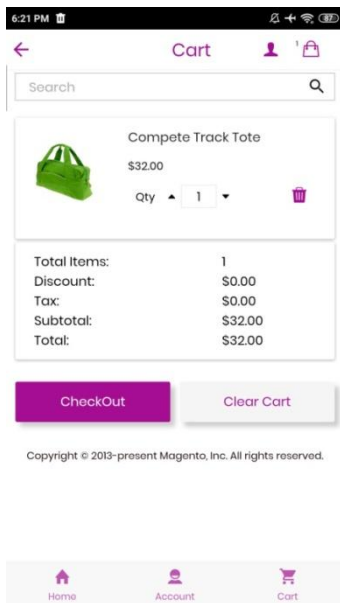 6:21 PM 87
Cart 1
Search
Compete Track Tote
$32.00
Qty 1
Total Items: 1
Discount: $0.00
Tax: $0.00
Subtotal: $32.00
Total: $32.00
CheckOut Clear Cart
Copyright © 2013-present Magento, Inc. All rights reserved.
Home Account Cart